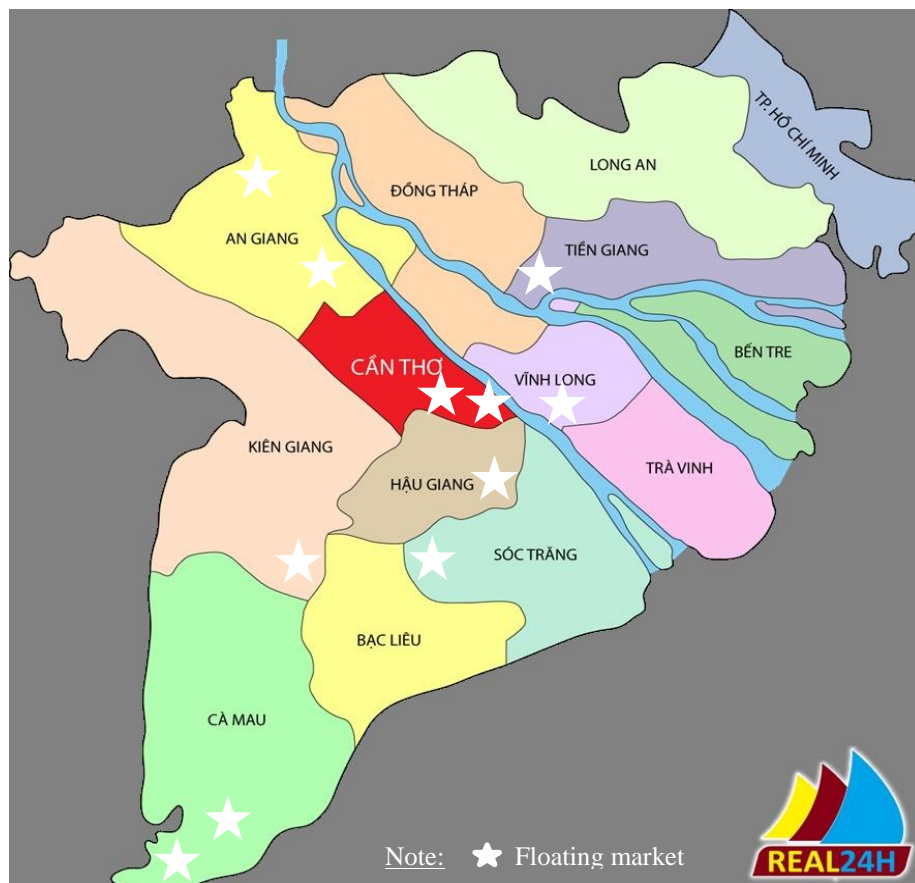 TP. HỒ CHÍ MINH
LONG AN
ĐỒNG THÁP
AN GIANG
TIỀN GIANG
BẾN TRE
CẦN THƠ
VĨNH LONG
KIÊN GIANG
TRÀ VINH
HẬU GIANG
SÓC TRĂNG
BẠC LIÊU
CÀ MAU
Note: Floating market
REAL24H